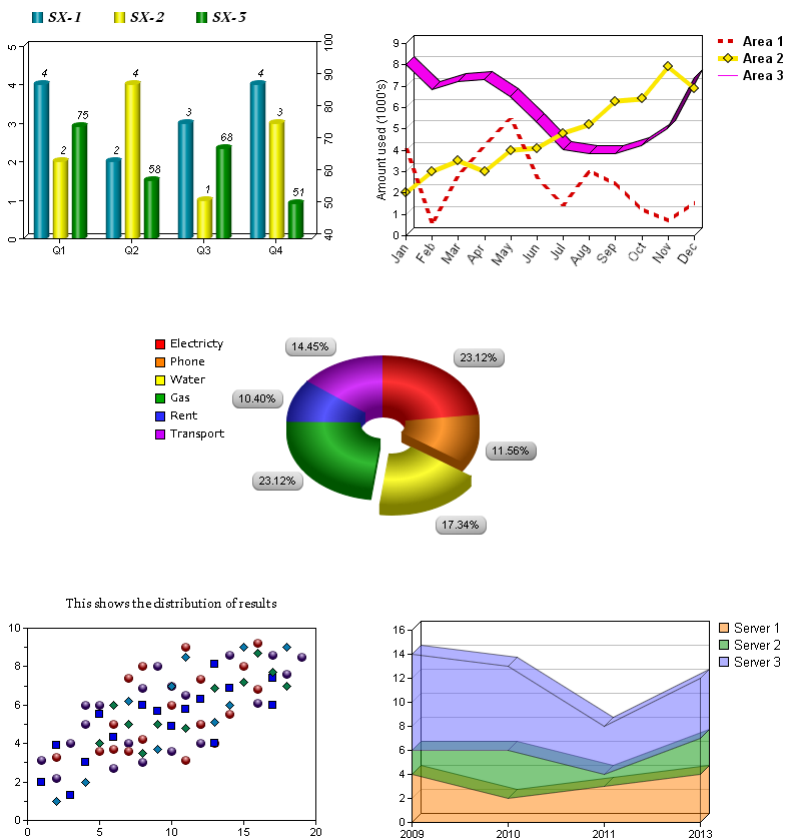 SX-1 SX-2 SX-3
5 4 3 2 1 0
100 90 80 70 60 50 40
4 2 75 2 4 58 3 1 68 4 3 51
Q1 Q2 Q3 Q4
Area 1
Area 2
Area 3
Amount used (1000's)
9
8
7
6
5
4
3
2
1
0
Jan Feb Mar Apr May Jun Jul Aug Sep Oct Nov Dec
Electricty
Phone
Water
Gas
Rent
Transport
14.45%
23.12%
10.40%
11.56%
23.12%
17.34%
This shows the distribution of results
10
8
6
4
2
0
0 5 10 15 20
Server 1
Server 2
Server 3
16
14
12
10
8
6
4
2
0
2009 2010 2011 2013